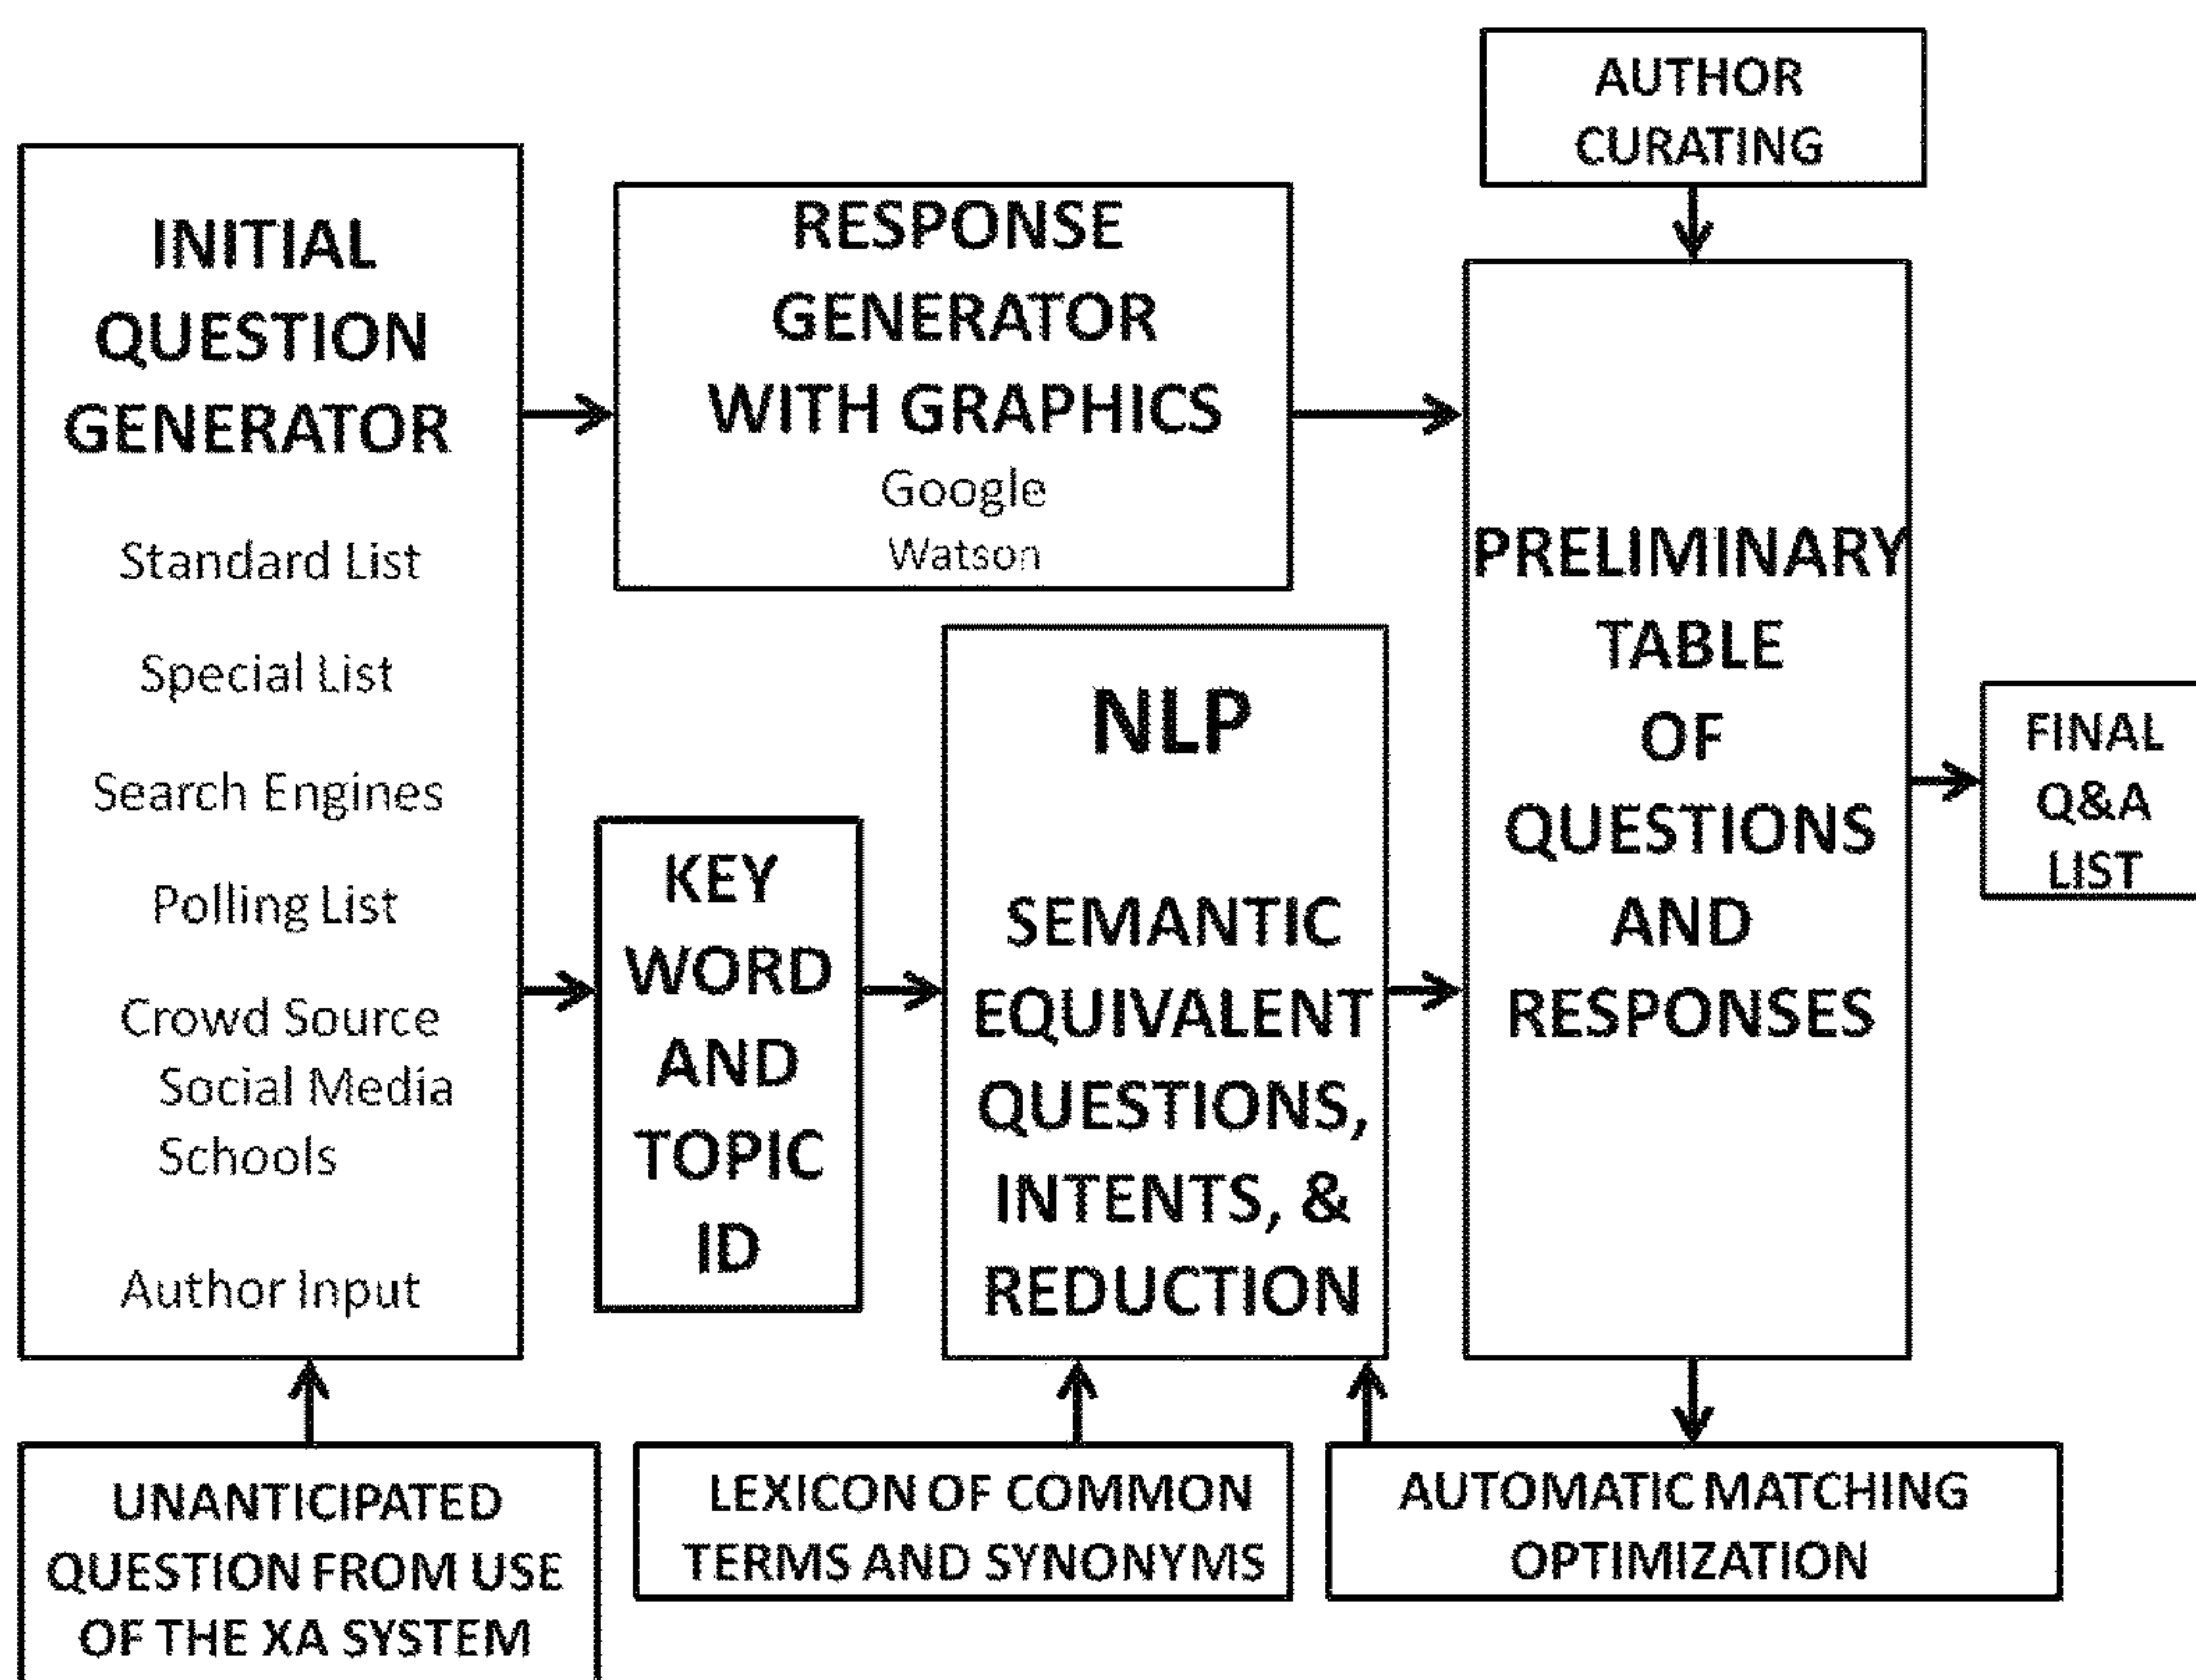 INITIAL
QUESTION
GENERATOR
Standard List
Special List
Search Engines
Polling List
Crowd Source
Social Media
Schools
Author Input
UNANTICIPATED
QUESTION FROM USE
OF THE XA SYSTEM
RESPONSE
GENERATOR
WITH GRAPHICS
Google
Watson
KEY
WORD
AND
TOPIC
ID
NLP
SEMANTIC
EQUIVALENT
QUESTIONS,
INTENTS, &
REDUCTION
LEXICON OF COMMON
TERMS AND SYNONYMS
AUTHOR
CURATING
PRELIMINARY
TABLE
OF
QUESTIONS
AND
RESPONSES
AUTOMATIC MATCHING
OPTIMIZATION
FINAL
Q&A
LIST